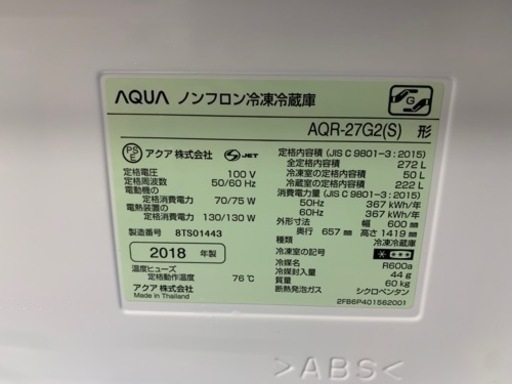 AQUA ノンフロン冷凍冷蔵庫
G
AQR-27G2(S) 形
PS E アクア株式会社 S JET
定格電圧 100 V
定格周波数 50/60 Hz
電動機の
定格消費電力 70/75 W
電熱装置の
定格消費電力 130/130 W
製造番号 8TS01443
2018 年製
温度ヒューズ
定格動作温度 76℃
アクア株式会社
Made in Thailand
定格内容積 (JIS C 9801-3:2015)
全定格内容積 272 L
冷凍室の定格内容積 50 L
冷蔵室の定格内容積 222 L
消費電力量 (JIS C 9801-3:2015)
50Hz 367 kWh/年
60Hz 367 kWh/年
外形寸法 幅 600 mm
奥行 657 mm 高さ 1419 mm
種類 冷凍冷蔵庫
冷凍室の記号
冷媒名 R600a
冷媒封入量 44 g
質量 60 kg
断熱発泡ガス シクロペンタン
2FB6P401562001
>ABS<